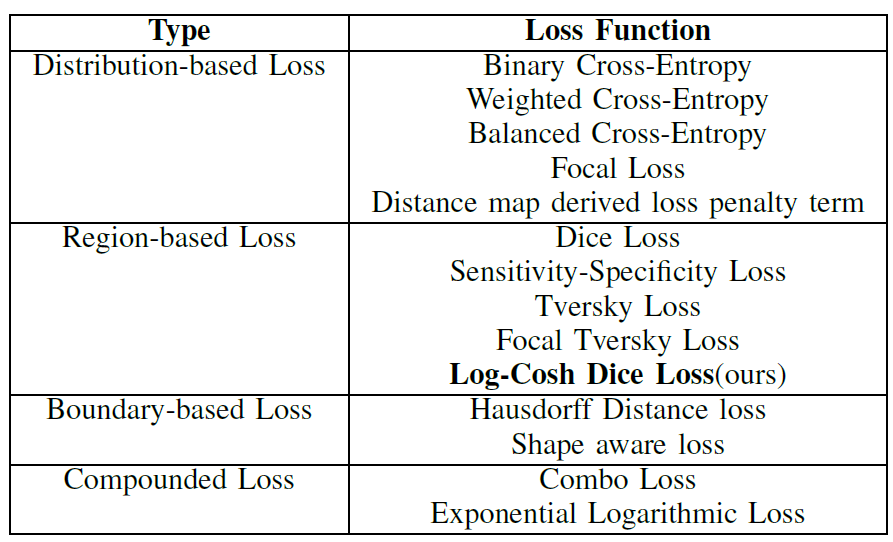 Type Loss Function
Distribution-based Loss Binary Cross-Entropy
Weighted Cross-Entropy
Balanced Cross-Entropy
Focal Loss
Distance map derived loss penalty term
Region-based Loss Dice Loss
Sensitivity-Specificity Loss
Tversky Loss
Focal Tversky Loss
Log-Cosh Dice Loss(ours)
Boundary-based Loss Hausdorff Distance loss
Shape aware loss
Compounded Loss Combo Loss
Exponential Logarithmic Loss